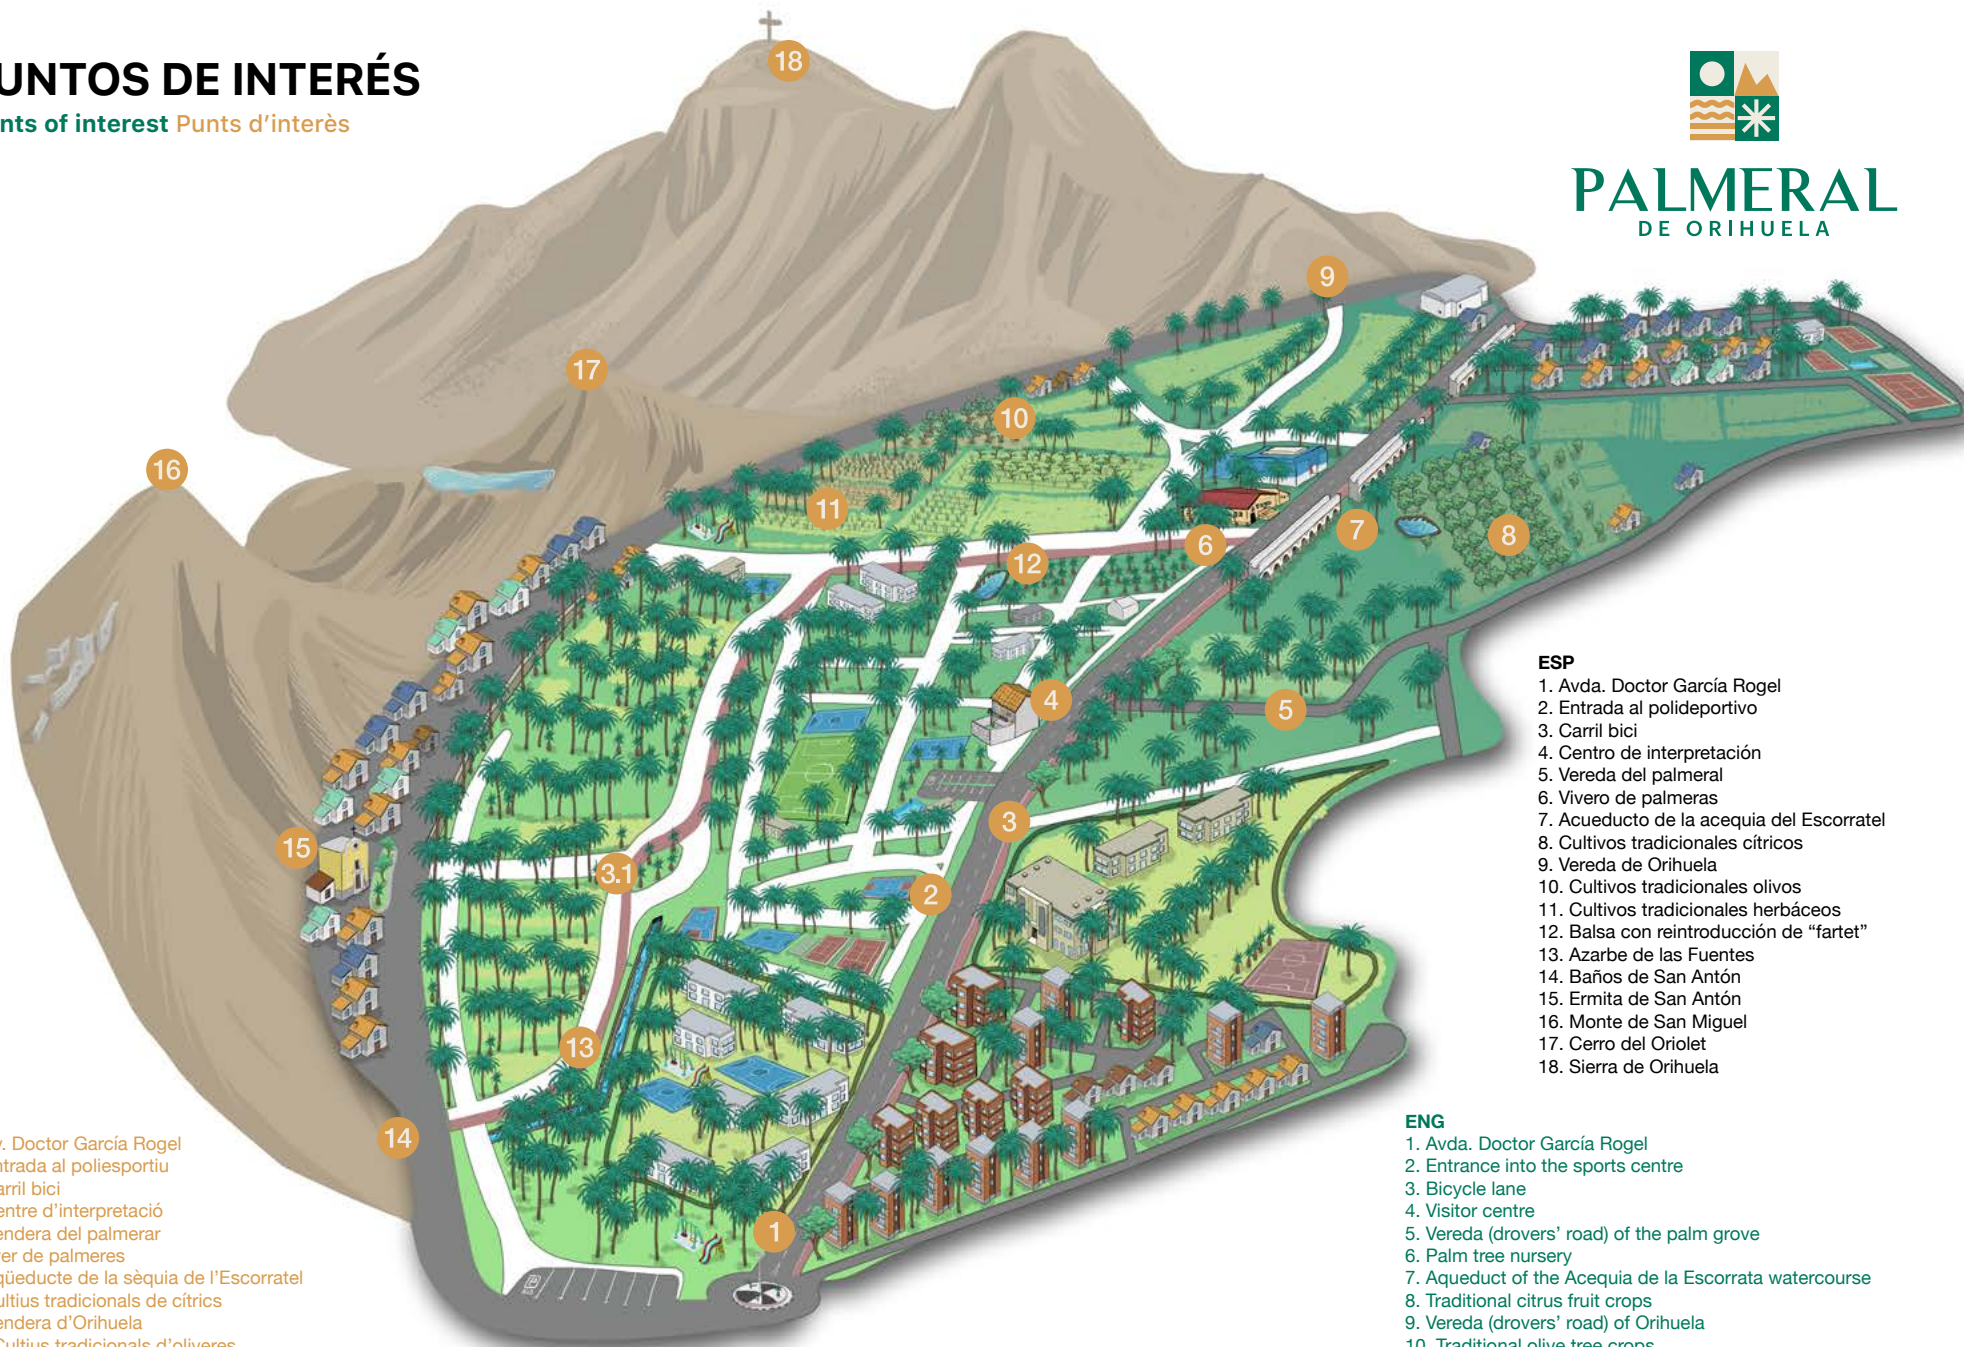 UNTOS DE INTERÉS
nts of interest Punts d'interès
PALMERAL
DE ORIHUELA
18
9
17
10
16
11
7
8
12
6
4
5
3
15
3.1
2
13
14
1
ESP
1. Avda. Doctor García Rogel
2. Entrada al polideportivo
3. Carril bici
4. Centro de interpretación
5. Vereda del palmeral
6. Vivero de palmeras
7. Acueducto de la acequia del Escorratel
8. Cultivos tradicionales cítricos
9. Vereda de Orihuela
10. Cultivos tradicionales olivos
11. Cultivos tradicionales herbáceos
12. Balsa con reintroducción de “fartet”
13. Azarbe de las Fuentes
14. Baños de San Antón
15. Ermita de San Antón
16. Monte de San Miguel
17. Cerro del Oriolet
18. Sierra de Orihuela
v. Doctor García Rogel
ntrada al poliesportiu
arril bici
entre d'interpretació
endera del palmerar
er de palmeres
qüeducte de la sèquia de l'Escorratel
ultius tradicionals de cítrics
endera d'Orihuela
Cultius tradicionals d'oliveres
ENG
1. Avda. Doctor García Rogel
2. Entrance into the sports centre
3. Bicycle lane
4. Visitor centre
5. Vereda (drovers' road) of the palm grove
6. Palm tree nursery
7. Aqueduct of the Acequia de la Escorrata watercourse
8. Traditional citrus fruit crops
9. Vereda (drovers' road) of Orihuela
10. Traditional olive tree crops